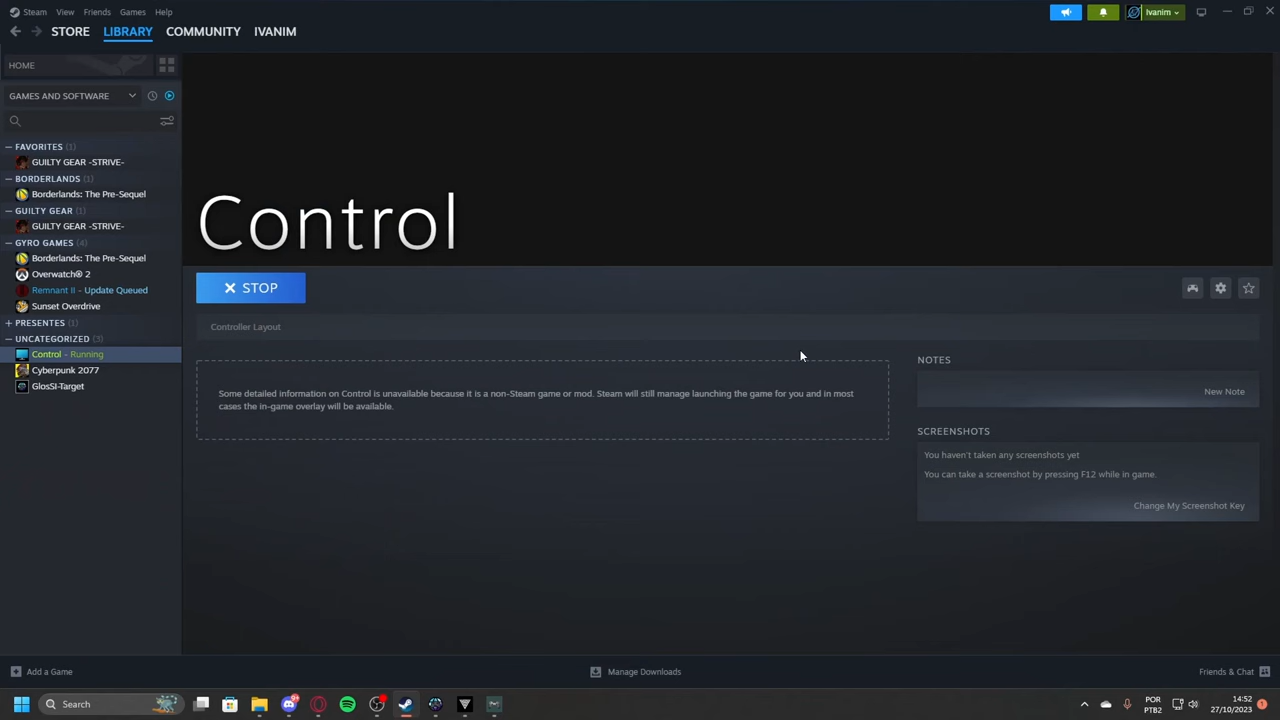 Steam View Friends Games Help
Ivanim
STORE LIBRARY COMMUNITY IVANIM
HOME
GAMES AND SOFTWARE
FAVORITES (1)
GUILTY GEAR -STRIVE-
BORDERLANDS (1)
Borderlands: The Pre-Sequel
GUILTY GEAR (1)
GUILTY GEAR -STRIVE-
GYRO GAMES (4)
Borderlands: The Pre-Sequel
Overwatch® 2
Remnant II - Update Queued
Sunset Overdrive
PRESENTES (1)
UNCATEGORIZED (3)
Control - Running
Cyberpunk 2077
GlosSI-Target
Control
STOP
Controller Layout
Some detailed information on Control is unavailable because it is a non-Steam game or mod. Steam will still manage launching the game for you and in most
cases the in-game overlay will be available.
NOTES
New Note
SCREENSHOTS
You haven't taken any screenshots yet
You can take a screenshot by pressing F12 while in game.
Change My Screenshot Key
Add a Game
Manage Downloads
Friends & Chat
Search
POR
PTB2
14:52
27/10/2023